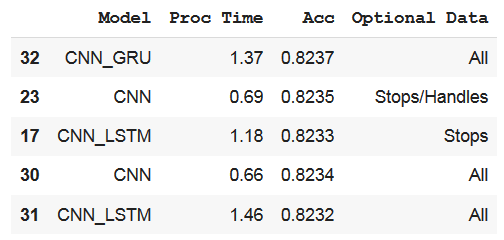 Model Proc Time Acc Optional Data
32 CNN_GRU 1.37 0.8237 All
23 CNN 0.69 0.8235 Stops/Handles
17 CNN_LSTM 1.18 0.8233 Stops
30 CNN 0.66 0.8234 All
31 CNN_LSTM 1.46 0.8232 All